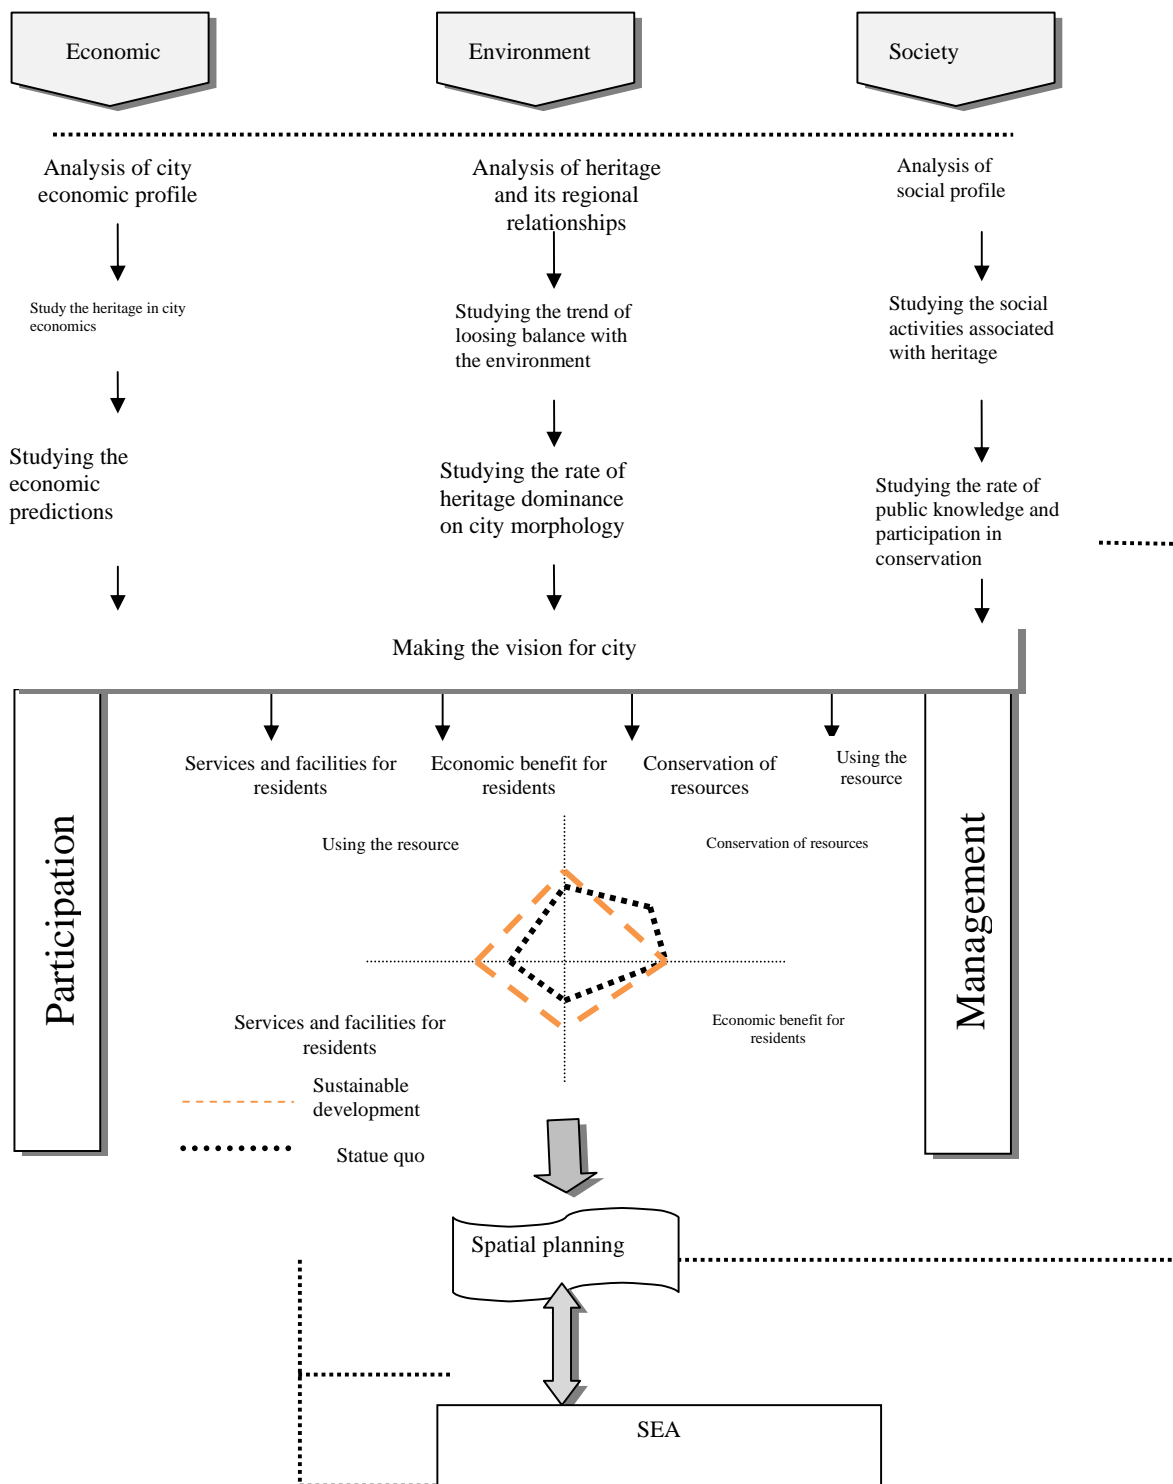 Economic
Environment
Society
Analysis of city
economic profile
Analysis of heritage
and its regional
relationships
Analysis of
social profile
Study the heritage in city
economics
Studying the trend of
loosing balance with
the environment
Studying the social
activities associated
with heritage
Studying the
economic
predictions
Studying the rate of
heritage dominance
on city morphology
Studying the rate of
public knowledge and
participation in
conservation
Making the vision for city
Participation
Management
Services and facilities for
residents
Economic benefit for
residents
Conservation of
resources
Using the
resource
Using the resource
Conservation of resources
Services and facilities for
residents
Economic benefit for
residents
Sustainable
development
Statue quo
Spatial planning
SEA